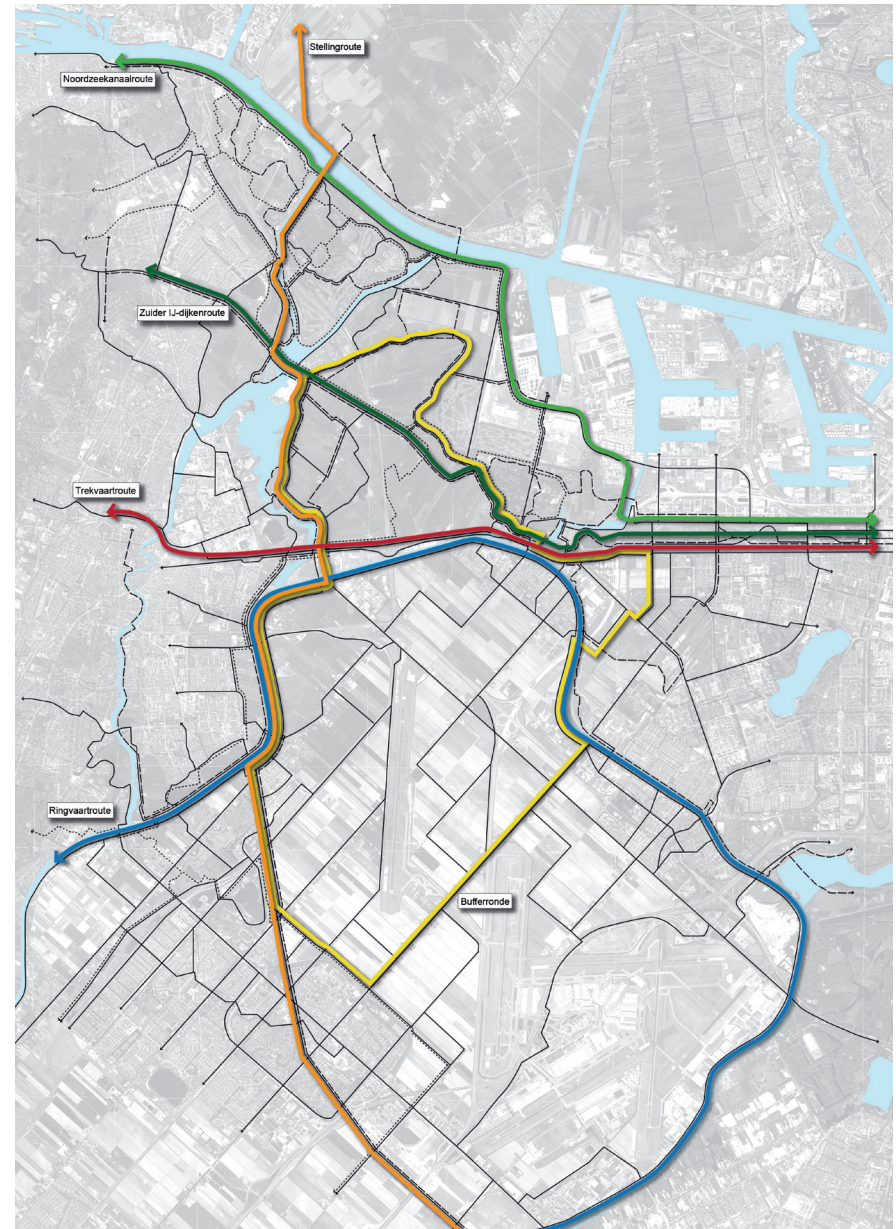 Stellingroute
Noordzeekanaalroute
Zuider IJ-dijkenroute
Trekvaartroute
Ringvaartroute
Bufferronde